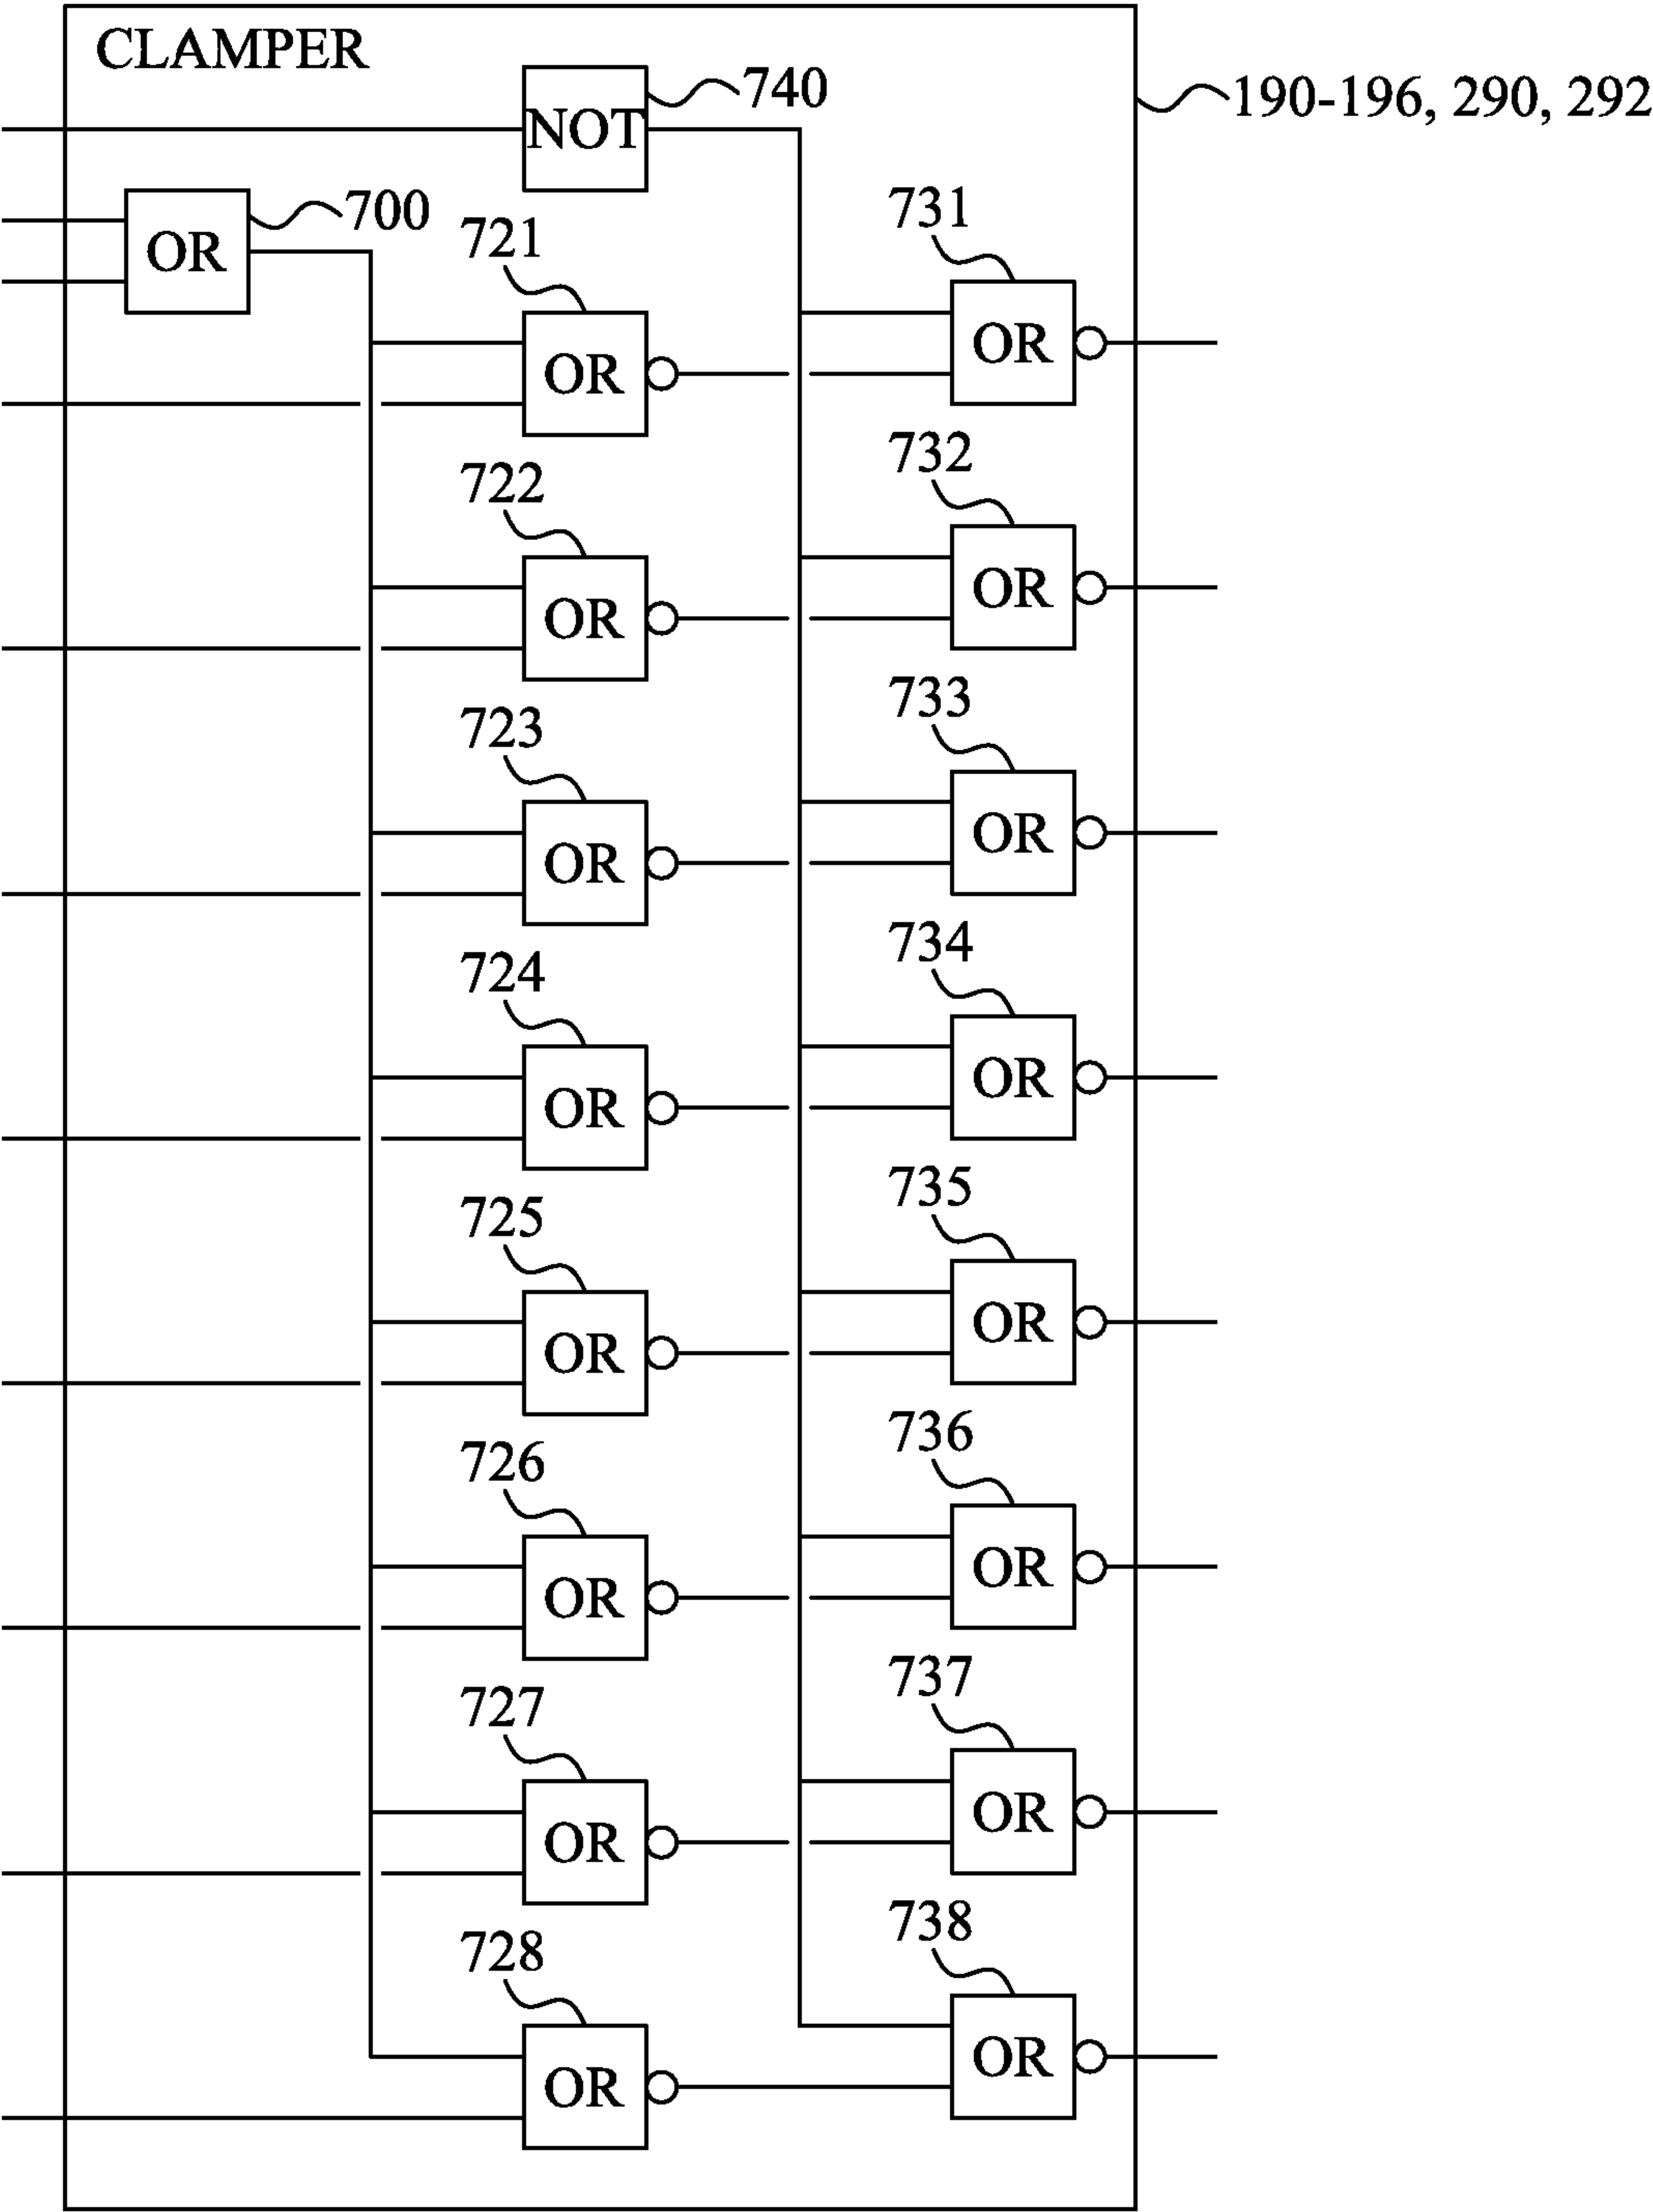 CLAMPER
740
NOT
190-196, 290, 292
700
OR
721
731
OR
OR
722
732
OR
OR
723
733
OR
OR
724
734
OR
OR
725
735
OR
OR
726
736
OR
OR
727
737
OR
OR
728
738
OR
OR